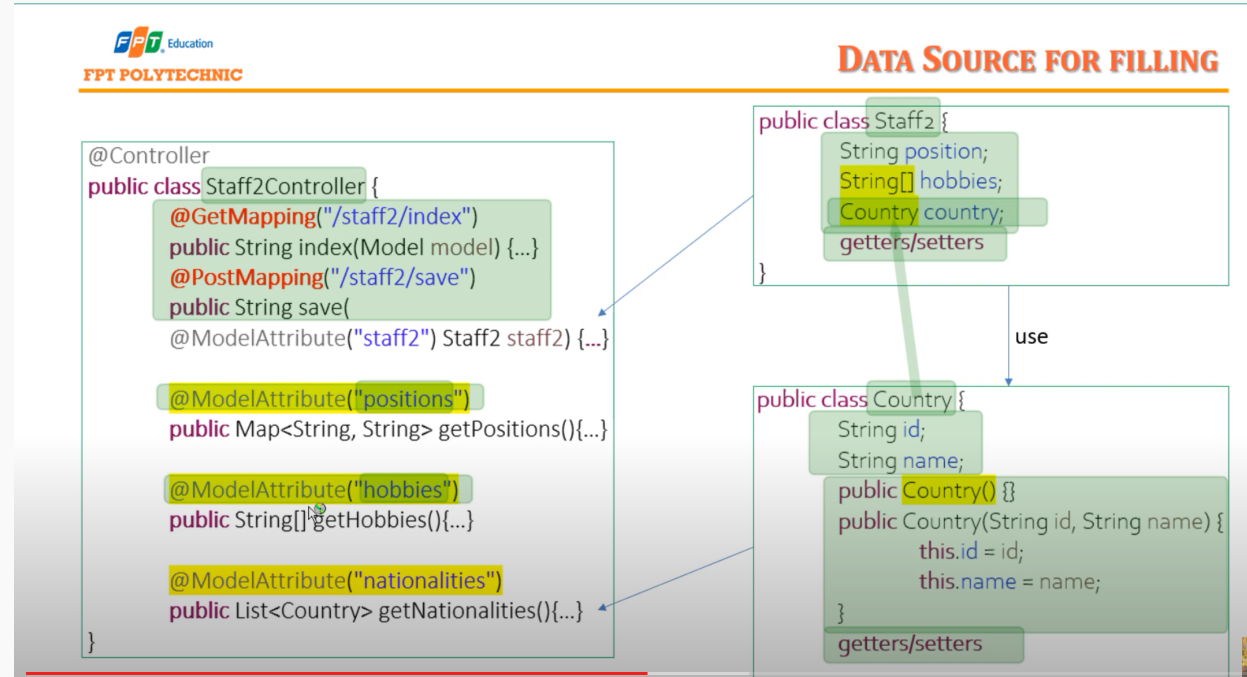 FPT. Education
FPT POLYTECHNIC
DATA SOURCE FOR FILLING
@Controller
public class Staff2Controller {
@GetMapping("/staff2/index")
public String index(Model model) {...}
@PostMapping("/staff2/save")
public String save(
@ModelAttribute("staff2") Staff2 staff2) {...}
@ModelAttribute("positions")
public Map<String, String> getPositions(){...}
@ModelAttribute("hobbies")
public String[] getHobbies(){...}
@ModelAttribute("nationalities")
public List<Country> getNationalities(){...}
}
public class Staff2 {
String position;
String[] hobbies;
Country country;
getters/setters
}
use
public class Country {
String id;
String name;
public Country() {}
public Country(String id, String name) {
this.id = id;
this.name = name;
}
getters/setters